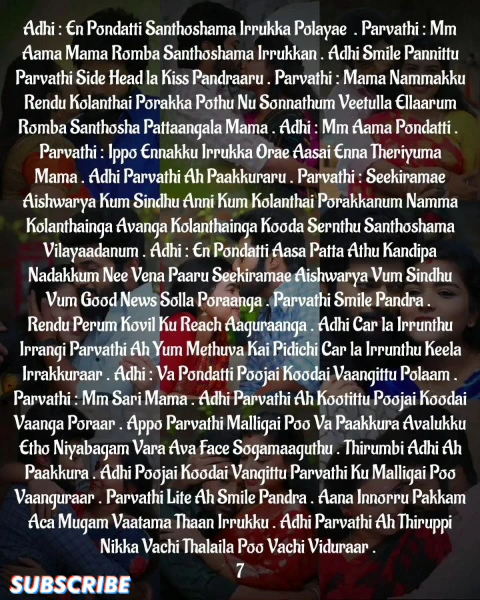 Adhi : En Pondatti Santhoshama Irrukka Polayae . Parvathi : Mm
Aama Mama Romba Santhoshama Irrukkan . Adhi Smile Pannittu
Parvathi Side Head la Kiss Pandraaru . Parvathi : Mama Nammakku
Rendu Kolanthai Porakka Pothu Nu Sonnathum Veetulla Ellaarum
Romba Santhosha Pattaangala Mama . Adhi : Mm Aama Pondatti .
Parvathi : Ippo Ennakku Irrukka Orae Aasai Enna Theriyuma
Mama . Adhi Parvathi Ah Paakkuraru . Parvathi : Seekiramae
Aishwarya Kum Sindhu Anni Kum Kolanthai Porakkanum Namma
Kolanthainga Avanga Kolanthainga Kooda Sernthu Santhoshama
Vilayaadanum . Adhi : En Pondatti Aasa Patta Athu Kandipa
Nadakkum Nee Vena Paaru Seekiramae Aishwarya Vum Sindhu
Vum Good News Solla Poraanga . Parvathi Smile Pandra .
Rendu Perum Kovil Ku Reach Aaguraanga . Adhi Car la Irrunthu
Irrangi Parvathi Ah Yum Methuva Kai Pidichi Car la Irrunthu Keela
Irrakkuraar . Adhi : Va Pondatti Poojai Koodai Vaangittu Polaam .
Parvathi : Mm Sari Mama . Adhi Parvathi Ah Kootittu Poojai Koodai
Vaanga Poraar . Appo Parvathi Malligai Poo Va Paakkura Avalukku
Etho Niyabagam Vara Ava Face Sogamaaguthu . Thirumbi Adhi Ah
Paakkura . Adhi Poojai Koodai Vangittu Parvathi Ku Malligai Poo
Vaanguraar . Parvathi Lite Ah Smile Pandra . Aana Innorru Pakkam
Aca Mugam Vaatama Thaan Irrukku . Adhi Parvathi Ah Thiruppi
Nikka Vachi Thalaila Poo Vachi Viduraar .
7
SUBSCRIBE